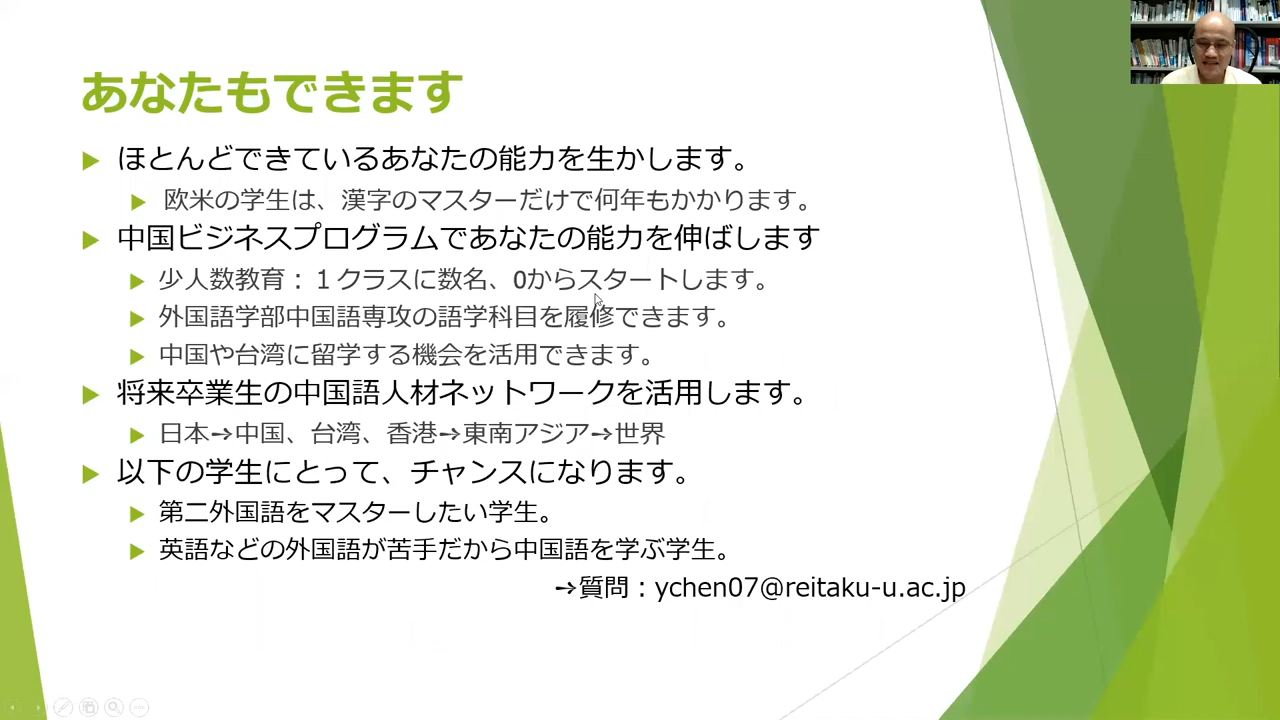 あなたもできます
ほとんどできているあなたの能力を生かします。
欧米の学生は、漢字のマスターだけで何年もかかります。
中国ビジネスプログラムであなたの能力を伸ばします
少人数教育：１クラスに数名、0からスタートします。
外国語学部中国語専攻の語学科目を履修できます。
中国や台湾に留学する機会を活用できます。
将来卒業生の中国語人材ネットワークを活用します。
日本➔中国、台湾、香港➔東南アジア➔世界
以下の学生にとって、チャンスになります。
第二外国語をマスターしたい学生。
英語などの外国語が苦手だから中国語を学ぶ学生。
➔質問：ychen07@reitaku-u.ac.jp